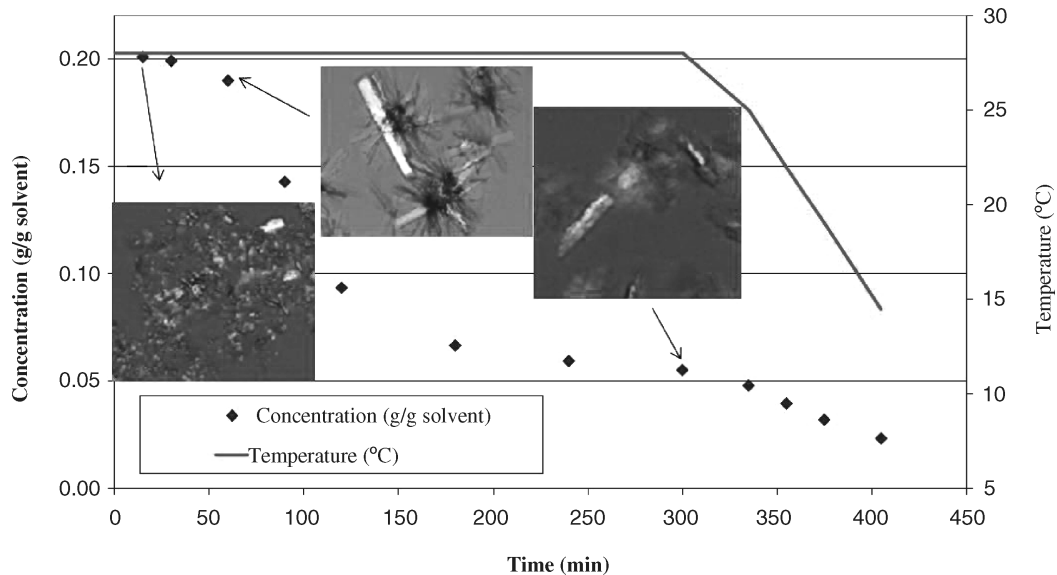 0.20
0.15
0.10
0.05
0.00
Concentration (g/g solvent)
30
25
20
15
10
5
Temperature (°C)
Concentration (g/g solvent)
Temperature (°C)
0 50 100 150 200 250 300 350 400 450
Time (min)